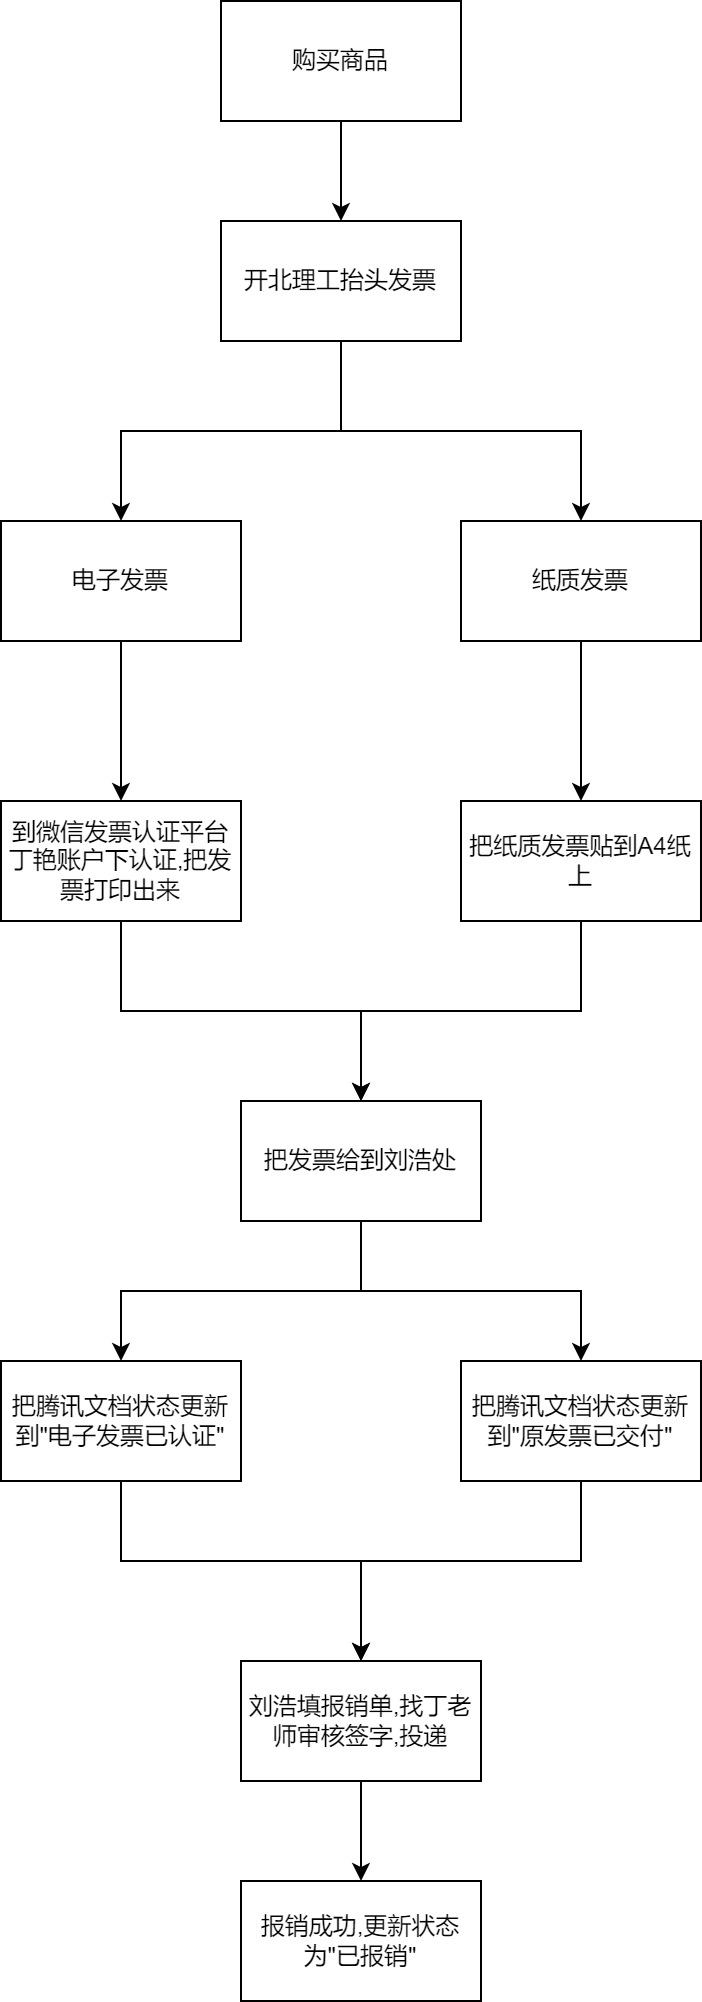 购买商品
开北理工抬头发票
电子发票
纸质发票
到微信发票认证平台
丁艳账户下认证,把发
票打印出来
把纸质发票贴到A4纸
上
把发票给到刘浩处
把腾讯文档状态更新
到"电子发票已认证"
把腾讯文档状态更新
到"原发票已交付"
刘浩填报销单,找丁老
师审核签字,投递
报销成功,更新状态
为"已报销"